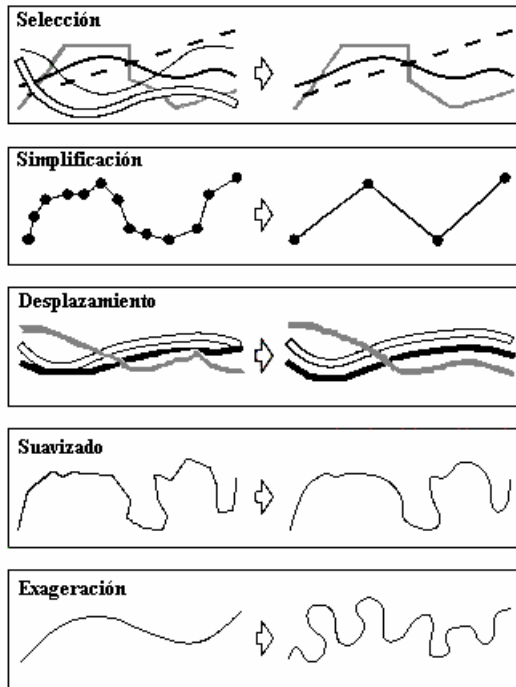 Selección
Simplificación
Desplazamiento
Suavizado
Exageración